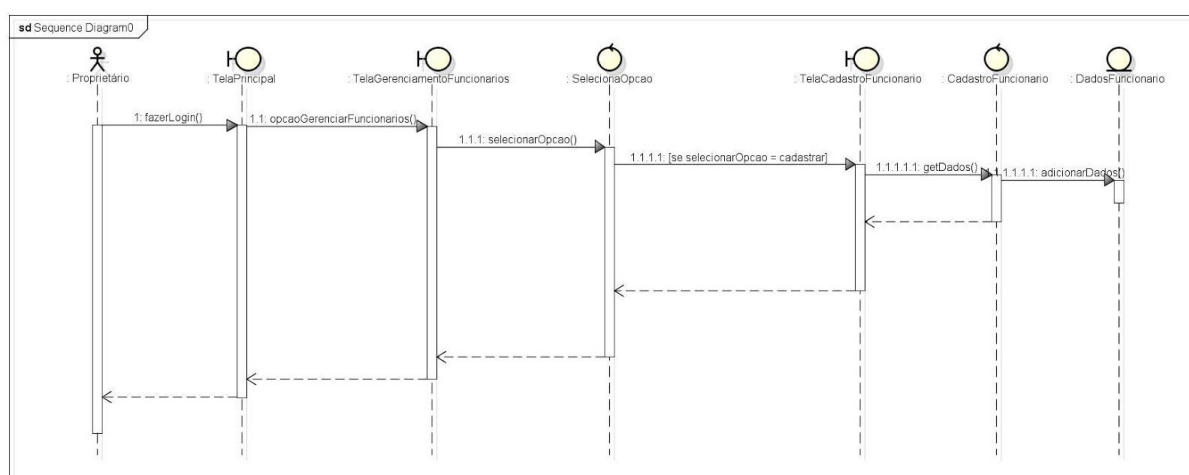 sd Sequence Diagram0
: Proprietário
: TelaPrincipal
: TelaGerenciamentoFuncionarios
: SelecionaOpcao
: TelaCadastroFuncionario
: CadastroFuncionario
: DadosFuncionario
1: fazerLogin()
1.1: opcaoGerenciarFuncionarios()
1.1.1: selecionarOpcao()
1.1.1.1: [se selecionarOpcao = cadastrar]
1.1.1.1.1: getDados()
1.1.1.1.1: adicionarDados()